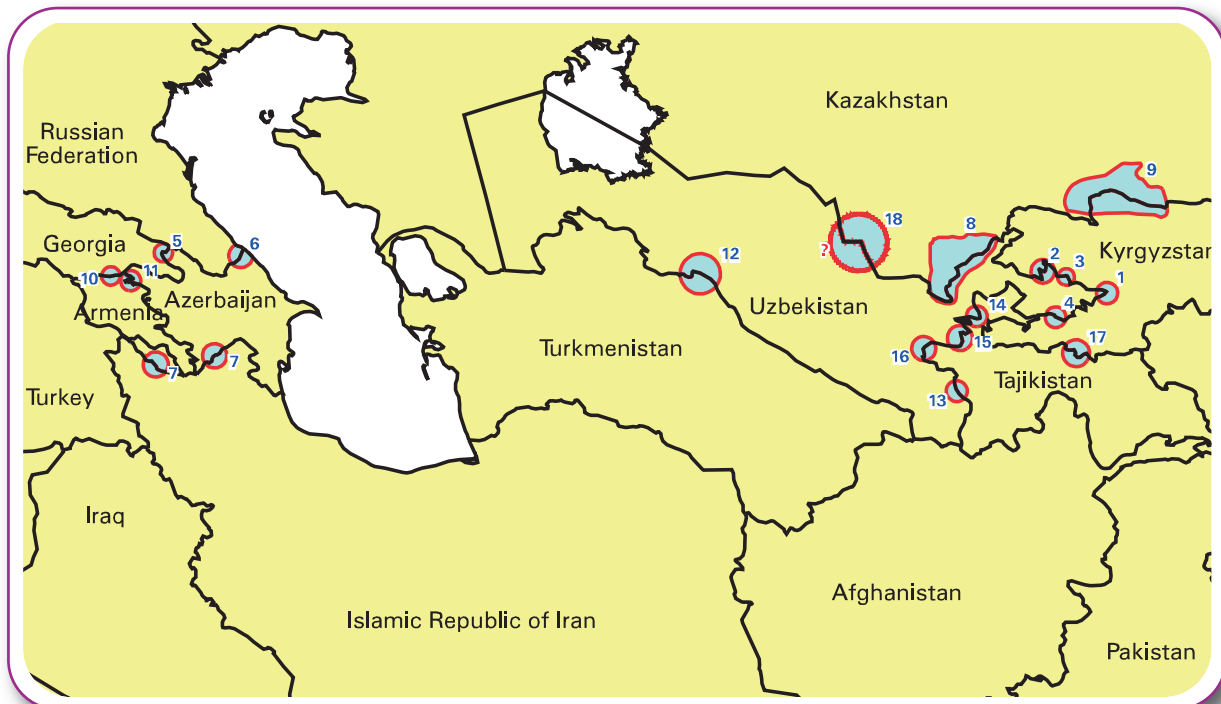 Kazakhstan
Russian
Federation
9
18
8
Georgia
5
6
?
12
2
3
Kyrgyzstan
1
10
11
Azerbaijan
Uzbekistan
Armenia
14
4
7
7
Turkmenistan
15
16
17
Turkey
13
Tajikistan
Iraq
Afghanistan
Islamic Republic of Iran
Pakistan